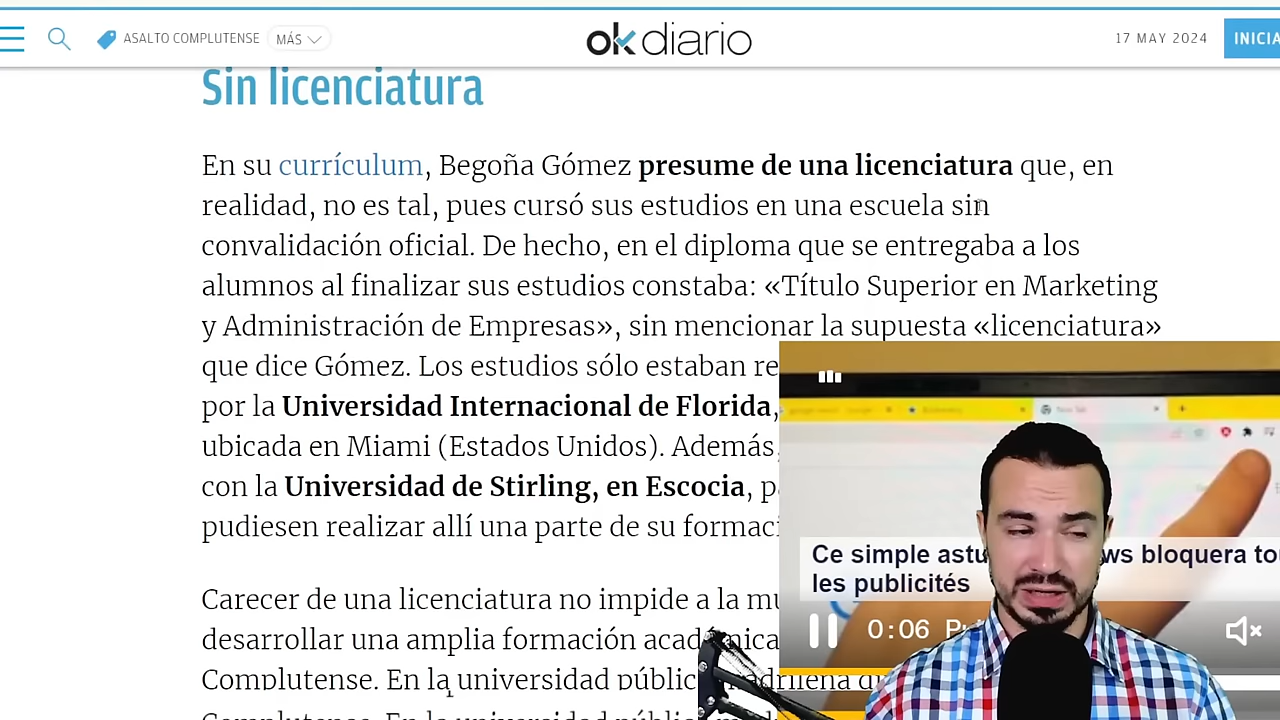 ASALTO COMPLUTENSE MÁS okdiario 17 MAY 2024 INICIA
Sin licenciatura
En su currículum, Begoña Gómez presume de una licenciatura que, en
realidad, no es tal, pues cursó sus estudios en una escuela sin
convalidación oficial. De hecho, en el diploma que se entregaba a los
alumnos al finalizar sus estudios constaba: «Título Superior en Marketing
y Administración de Empresas», sin mencionar la supuesta «licenciatura»
que dice Gómez. Los estudios sólo estaban re
por la Universidad Internacional de Florida,
ubicada en Miami (Estados Unidos). Además,
con la Universidad de Stirling, en Escocia, p
pudiesen realizar allí una parte de su formaci
Ce simple astu ws bloquera tou
les publicités
0:06
Carecer de una licenciatura no impide a la mu
desarrollar una amplia formación académica
Complutense. En la universidad públic madrileña